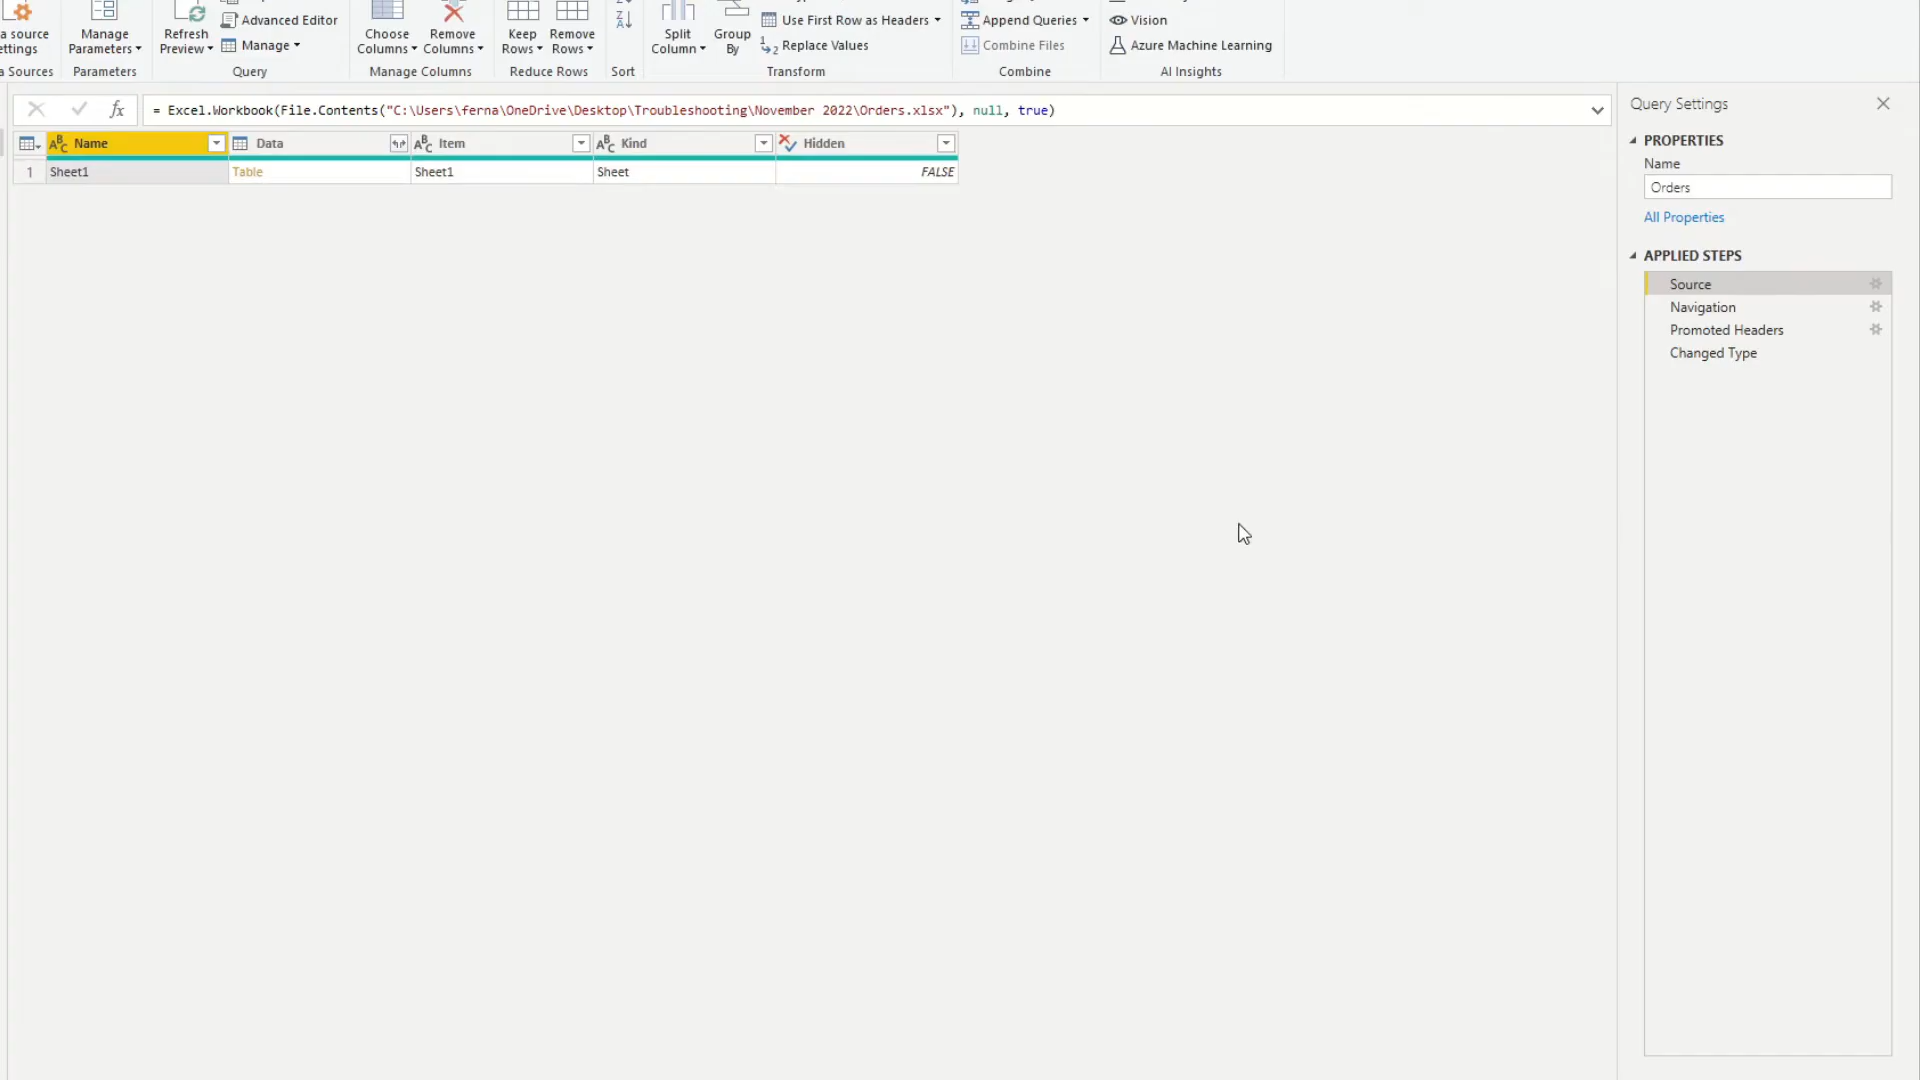 a source
ettings
a Sources
Manage
Parameters
Parameters
Refresh
Preview
Advanced Editor
Manage
Query
Choose
Columns
Remove
Columns
Manage Columns
Keep
Rows
Remove
Rows
Reduce Rows
Sort
Split
Column
Group
By
Use First Row as Headers
Replace Values
Transform
Append Queries
Combine Files
Combine
Vision
Azure Machine Learning
AI Insights
= Excel.Workbook(File.Contents("C:\Users\ferna\OneDrive\Desktop\Troubleshooting\November 2022\Orders.xlsx"), null, true)
Name Data Item Kind Hidden
1 Sheet1 Table Sheet1 Sheet FALSE
Query Settings
PROPERTIES
Name
Orders
All Properties
APPLIED STEPS
Source
Navigation
Promoted Headers
Changed Type